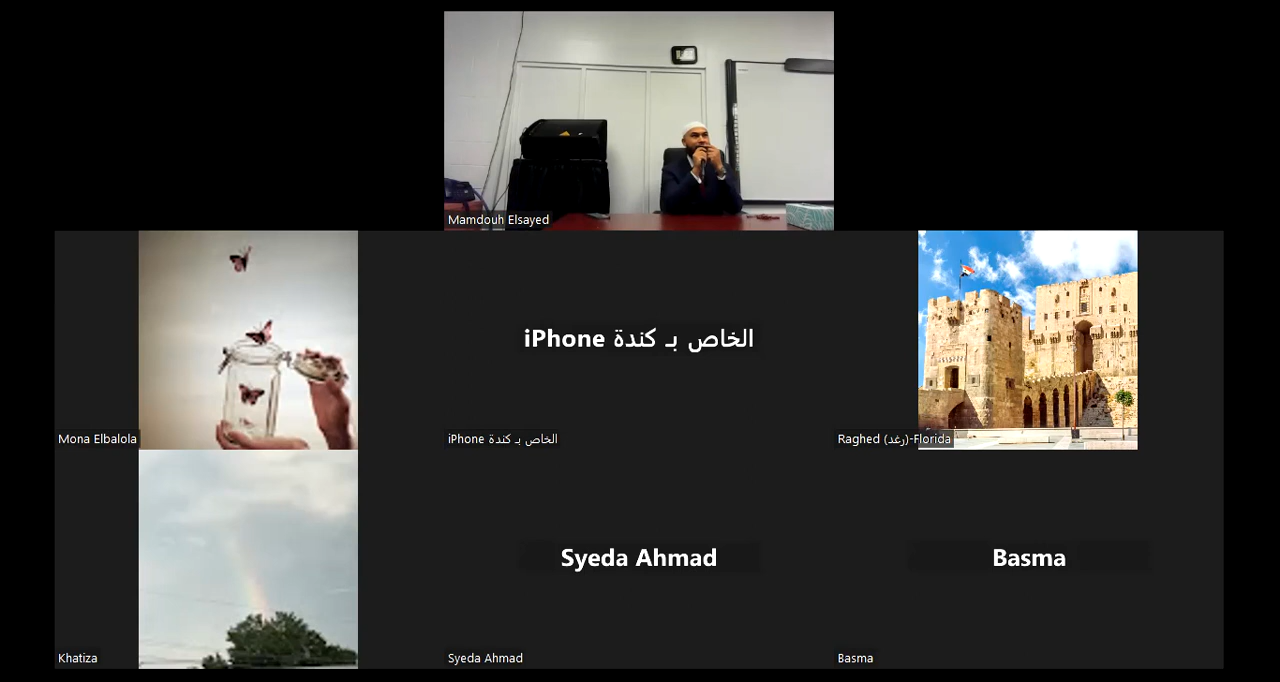 Mamdouh Elsayed
الخاص بـ كندة iPhone
Mona Elbalola
الخاص بـ كندة iPhone
Raghed (رغد)-Florida
Syeda Ahmad
Basma
Khatiza
Syeda Ahmad
Basma